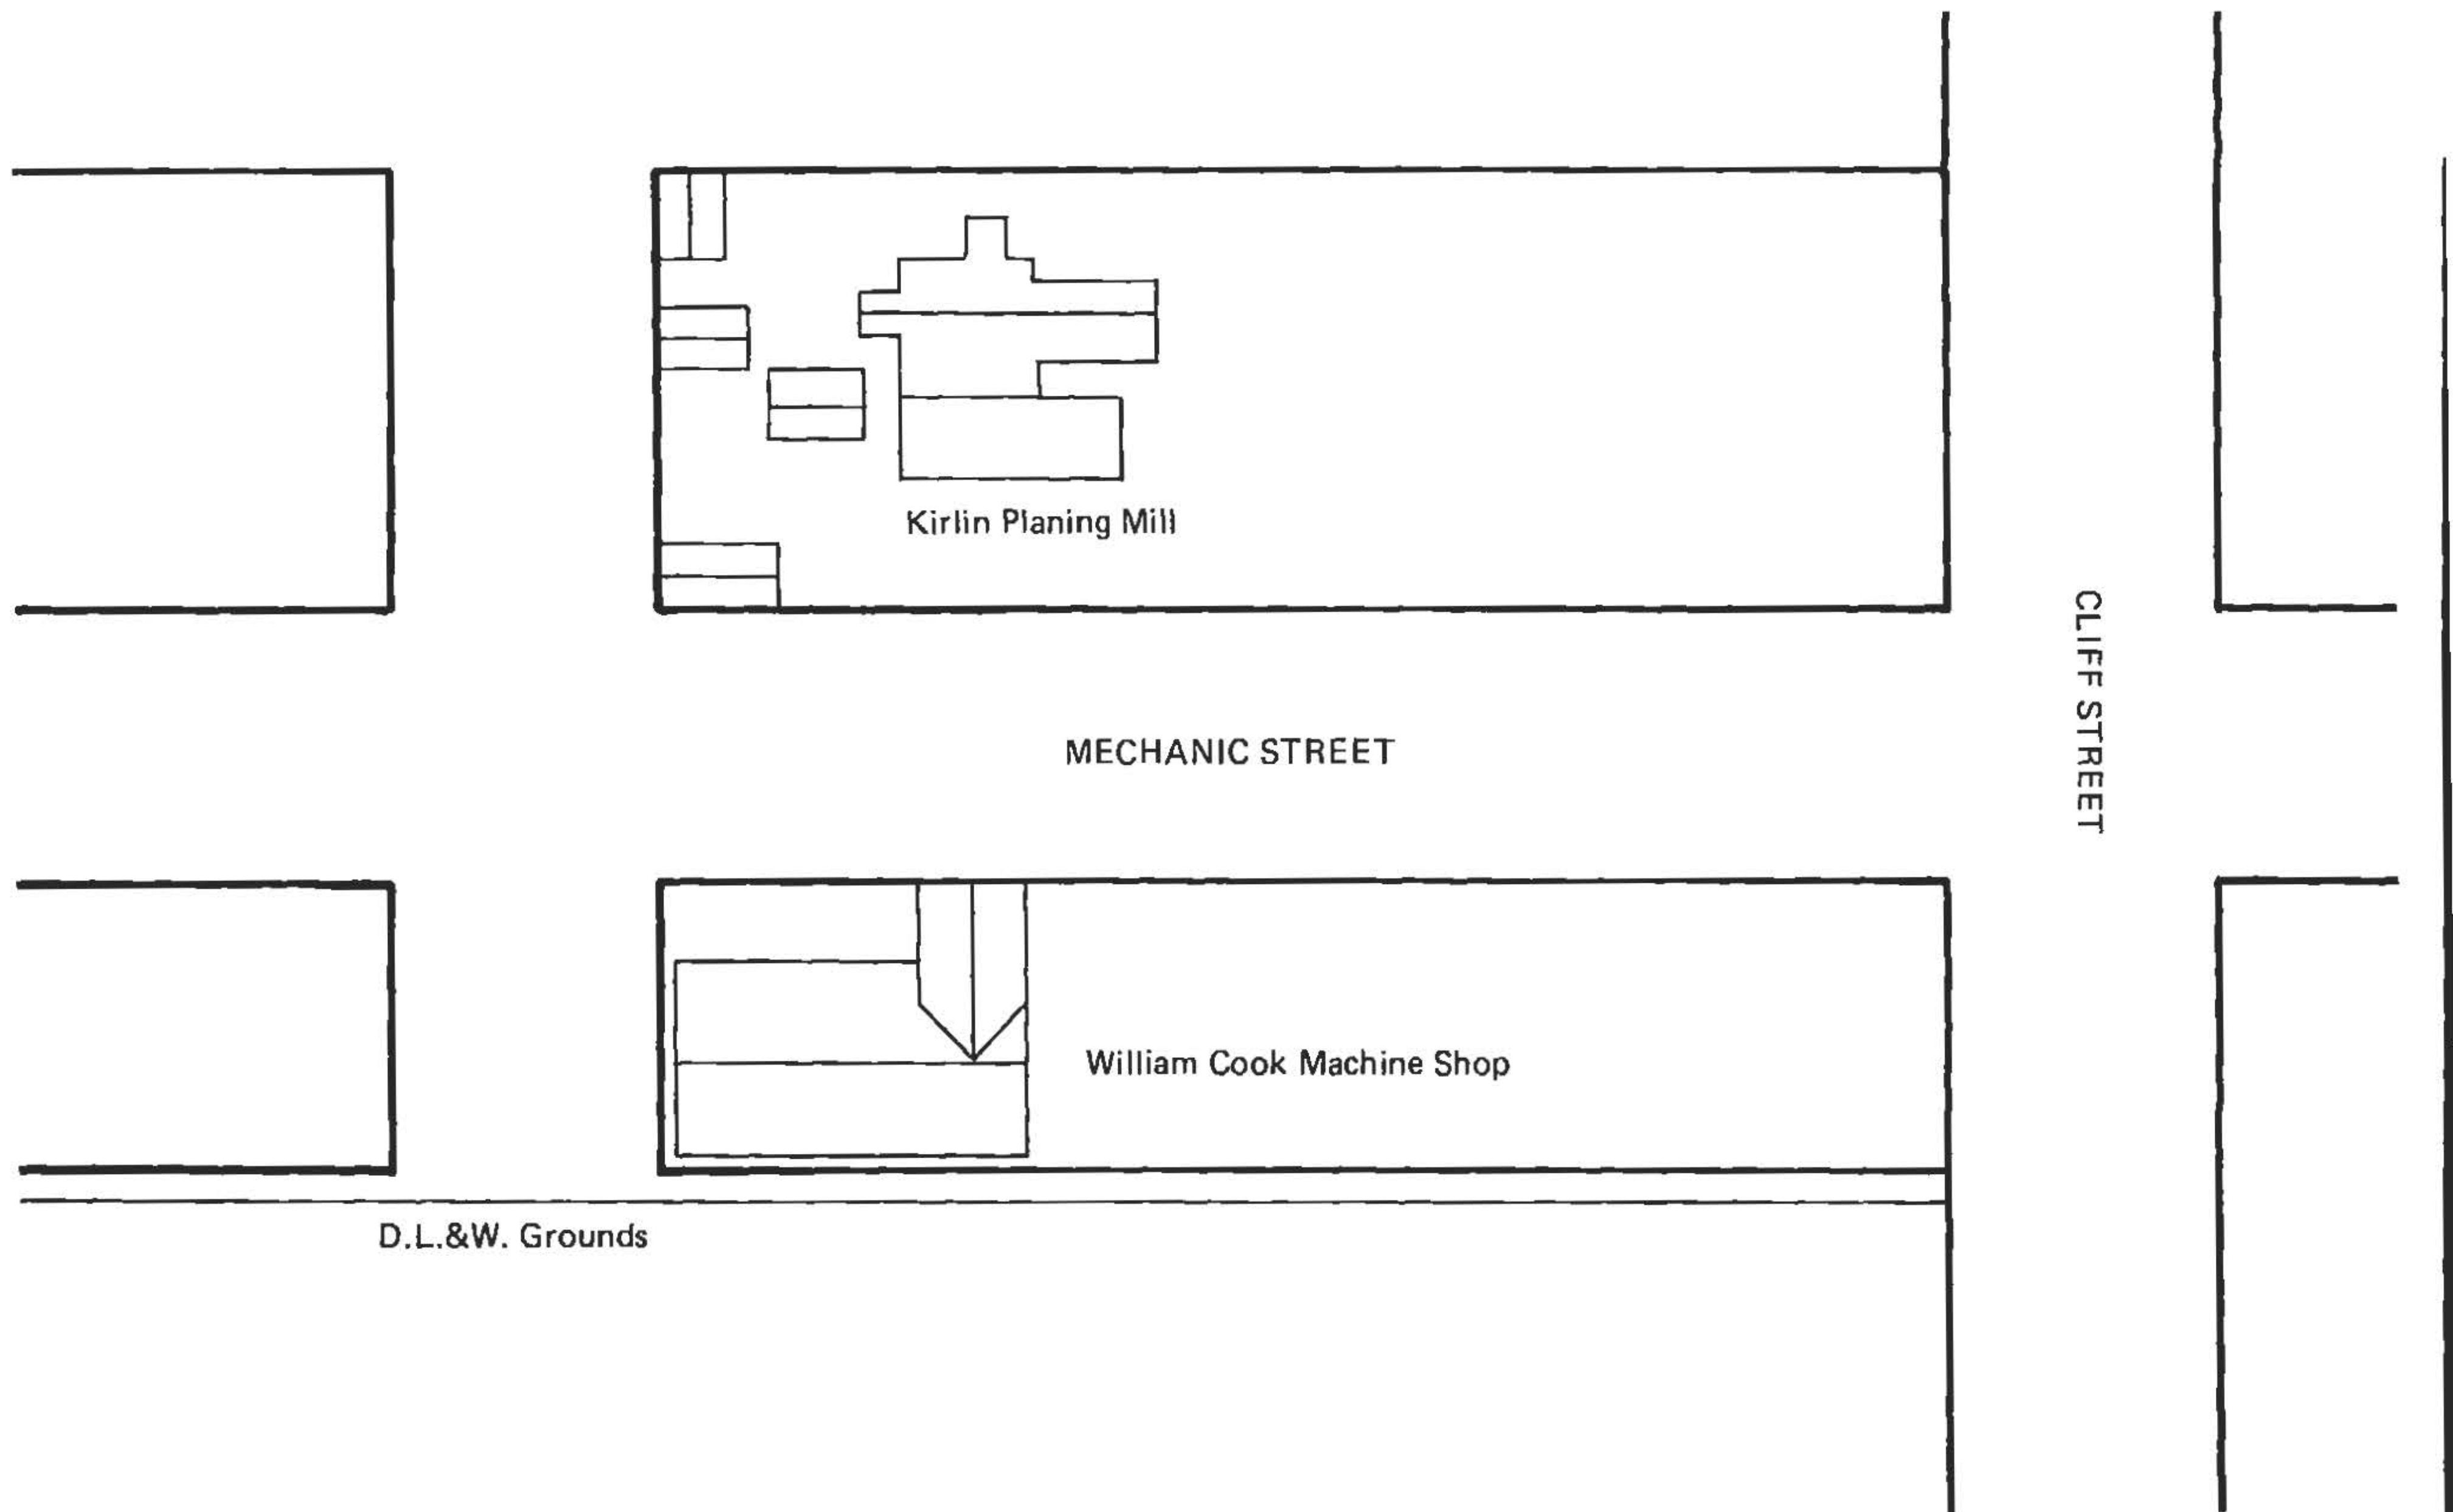 Kirlin Planing Mill
CLIFF STREET
MECHANIC STREET
William Cook Machine Shop
D.L.&W. Grounds